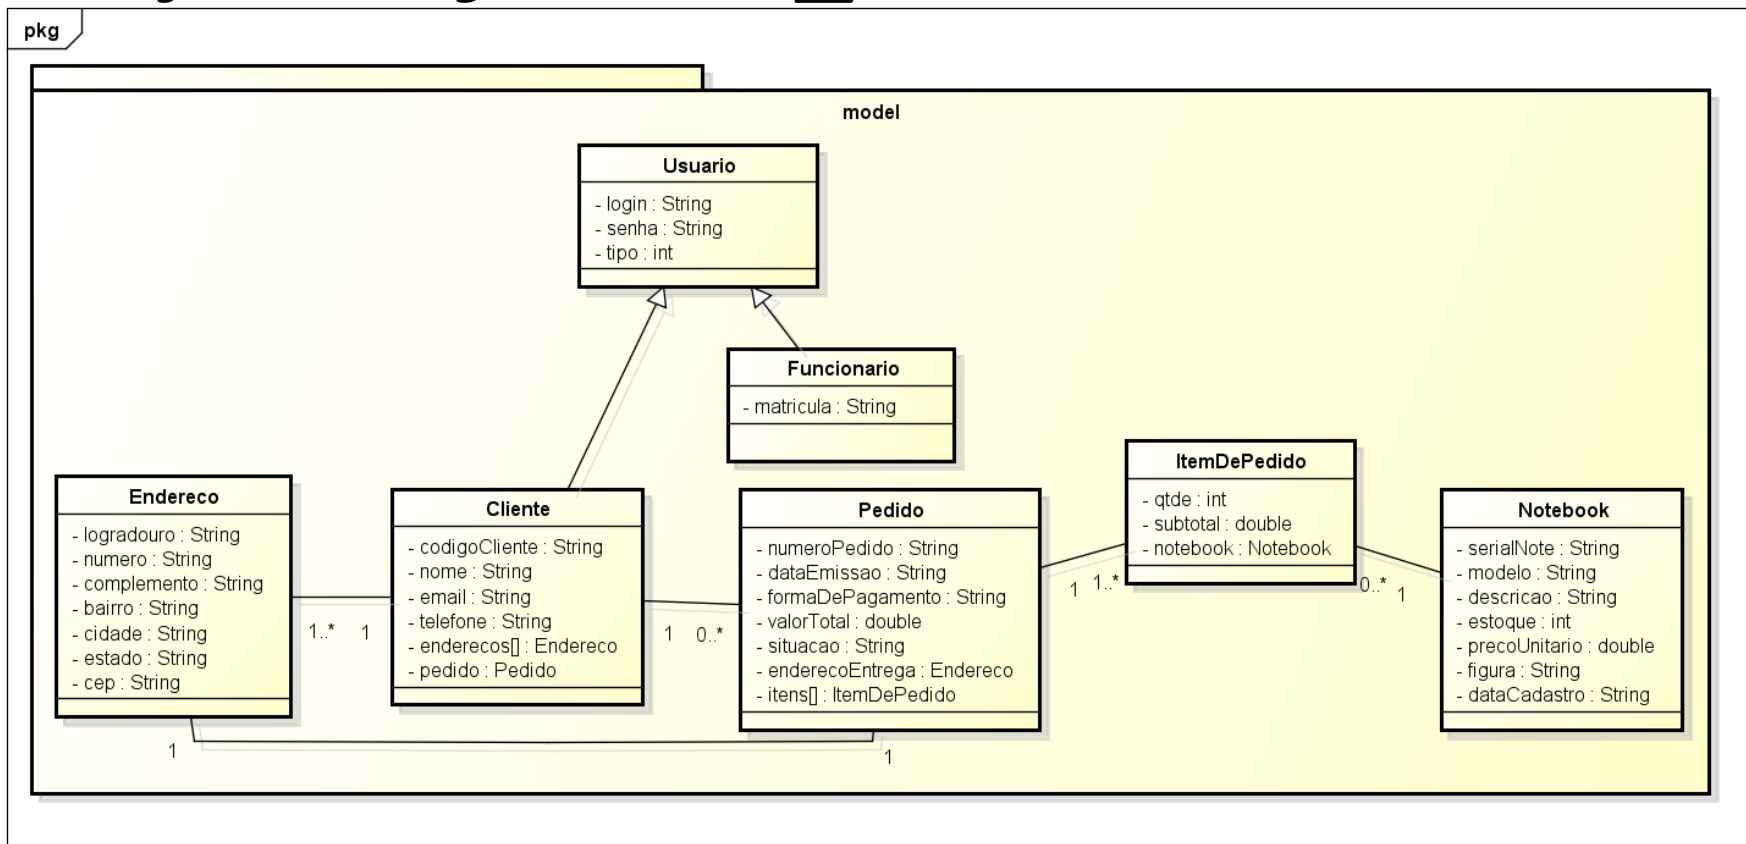 pkg
model
Usuario
- login : String
- senha : String
- tipo : int
Funcionario
- matricula : String
Endereco
- logradouro : String
- numero : String
- complemento : String
- bairro : String
- cidade : String
- estado : String
- cep : String
1..*
1
Cliente
- codigoCliente : String
- nome : String
- email : String
- telefone : String
- enderecos[] : Endereco
- pedido : Pedido
1
0..*
Pedido
- numeroPedido : String
- dataEmissao : String
- formaDePagamento : String
- valorTotal : double
- situacao : String
- enderecoEntrega : Endereco
- itens[] : ItemDePedido
1
1..*
ItemDePedido
- qtde : int
- subtotal : double
- notebook : Notebook
0..*
1
Notebook
- serialNote : String
- modelo : String
- descricao : String
- estoque : int
- precoUnitario : double
- figura : String
- dataCadastro : String
1
1